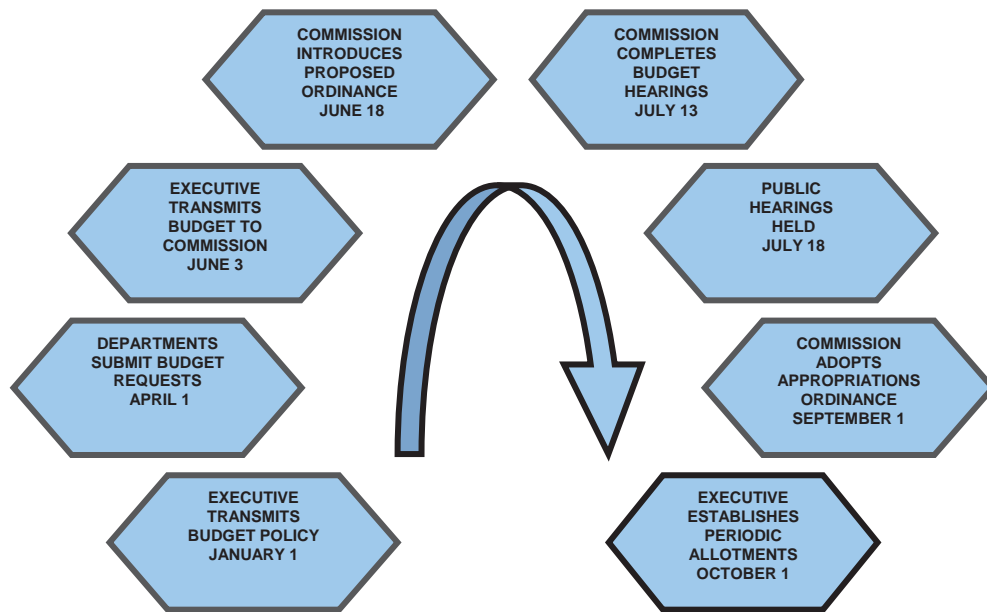 COMMISSION
INTRODUCES
PROPOSED
ORDINANCE
JUNE 18
COMMISSION
COMPLETES
BUDGET
HEARINGS
JULY 13
EXECUTIVE
TRANSMITS
BUDGET TO
COMMISSION
JUNE 3
PUBLIC
HEARINGS
HELD
JULY 18
DEPARTMENTS
SUBMIT BUDGET
REQUESTS
APRIL 1
COMMISSION
ADOPTS
APPROPRIATIONS
ORDINANCE
SEPTEMBER 1
EXECUTIVE
TRANSMITS
BUDGET POLICY
JANUARY 1
EXECUTIVE
ESTABLISHES
PERIODIC
ALLOTMENTS
OCTOBER 1